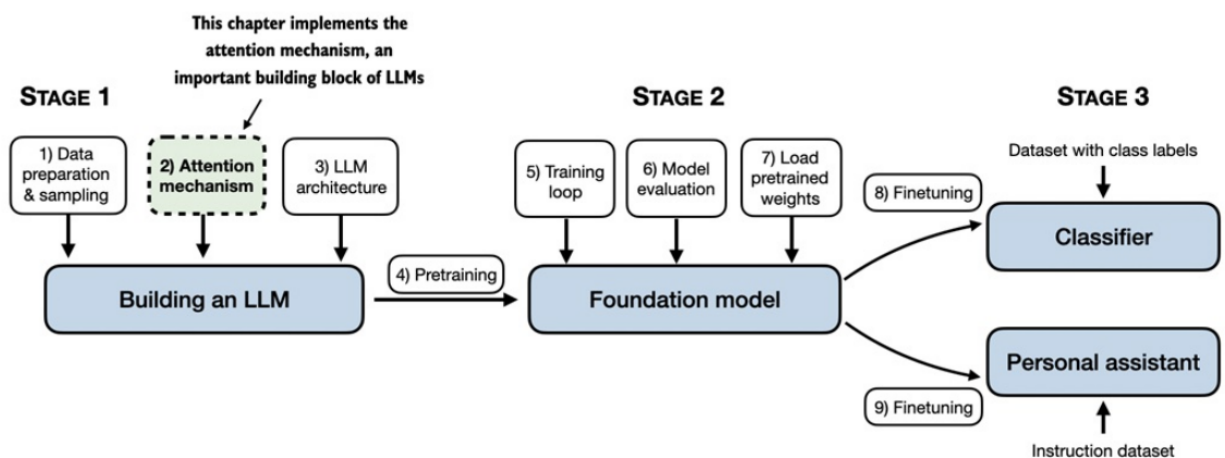 This chapter implements the
attention mechanism, an
important building block of LLMs
STAGE 1
STAGE 2
STAGE 3
1) Data
preparation
& sampling
2) Attention
mechanism
3) LLM
architecture
5) Training
loop
6) Model
evaluation
7) Load
pretrained
weights
Dataset with class labels
8) Finetuning
Classifier
4) Pretraining
Building an LLM
Foundation model
Personal assistant
9) Finetuning
Instruction dataset